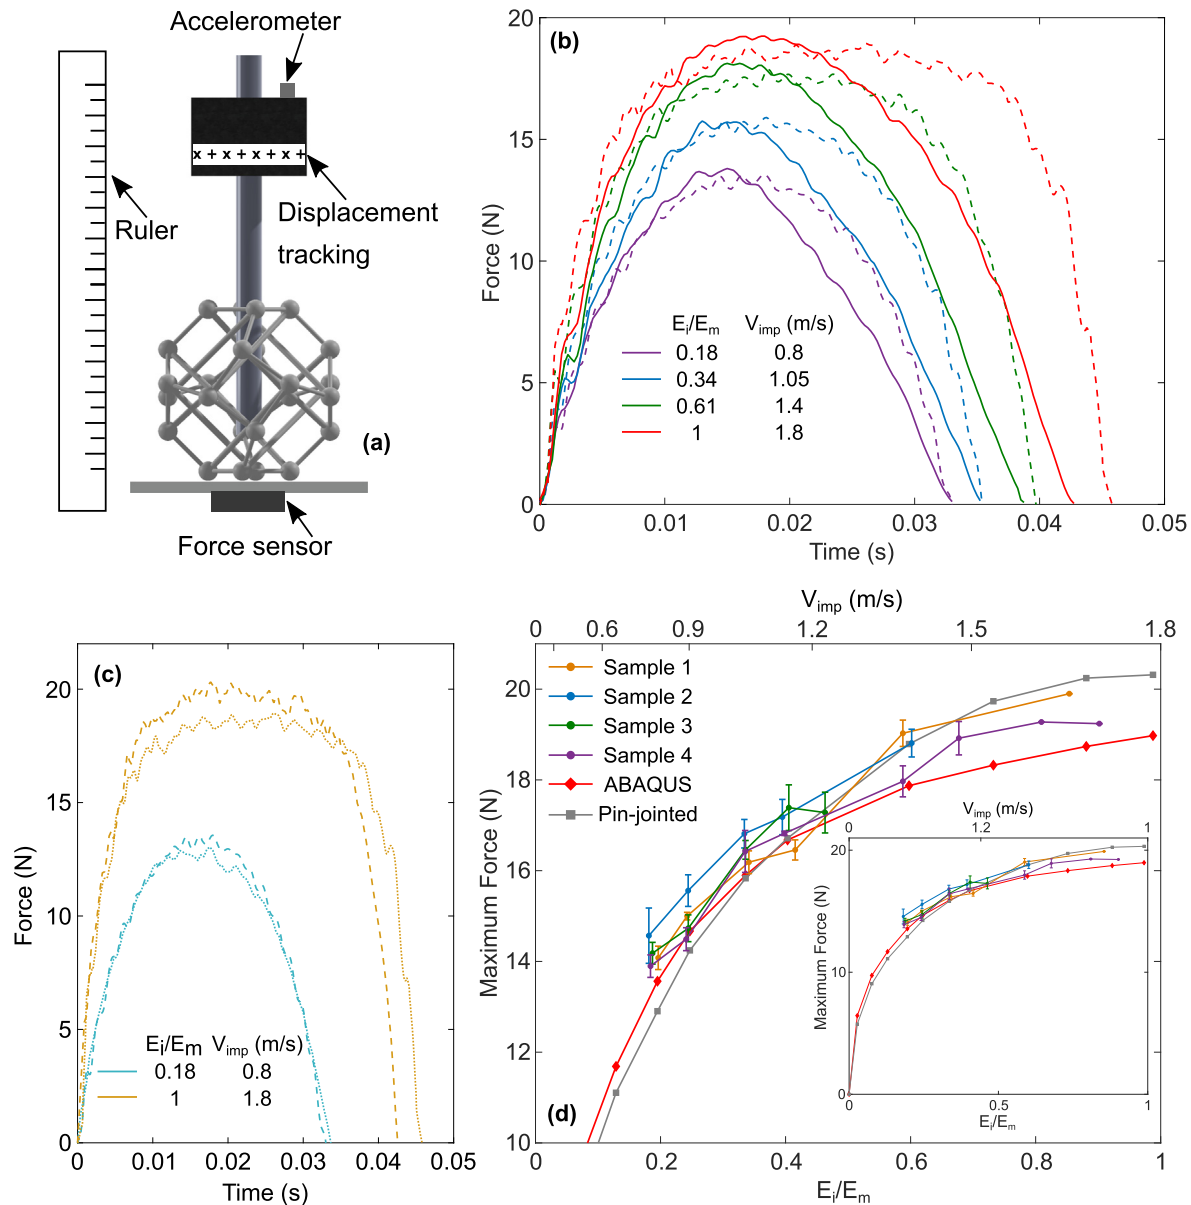 Accelerometer
x + x + x + x +
Displacement
tracking
Ruler
(a)
Force sensor
(b)
20
15
10
5
0
Force (N)
Ei/Em Vimp (m/s)
0.18 0.8
0.34 1.05
0.61 1.4
1 1.8
0 0.01 0.02 0.03 0.04 0.05
Time (s)
(c)
20
15
10
5
0
Force (N)
Ei/Em Vimp (m/s)
0.18 0.8
1 1.8
0 0.01 0.02 0.03 0.04 0.05
Time (s)
Vimp (m/s)
0 0.6 0.9 1.2 1.5 1.8
Sample 1
Sample 2
Sample 3
Sample 4
ABAQUS
Pin-jointed
20
18
16
14
12
10
Maximum Force (N)
(d)
0 0.2 0.4 0.6 0.8 1
Ei/Em
Vimp (m/s)
0 1.2 1
20
10
0
Maximum Force (N)
0 0.5 1
Ei/Em